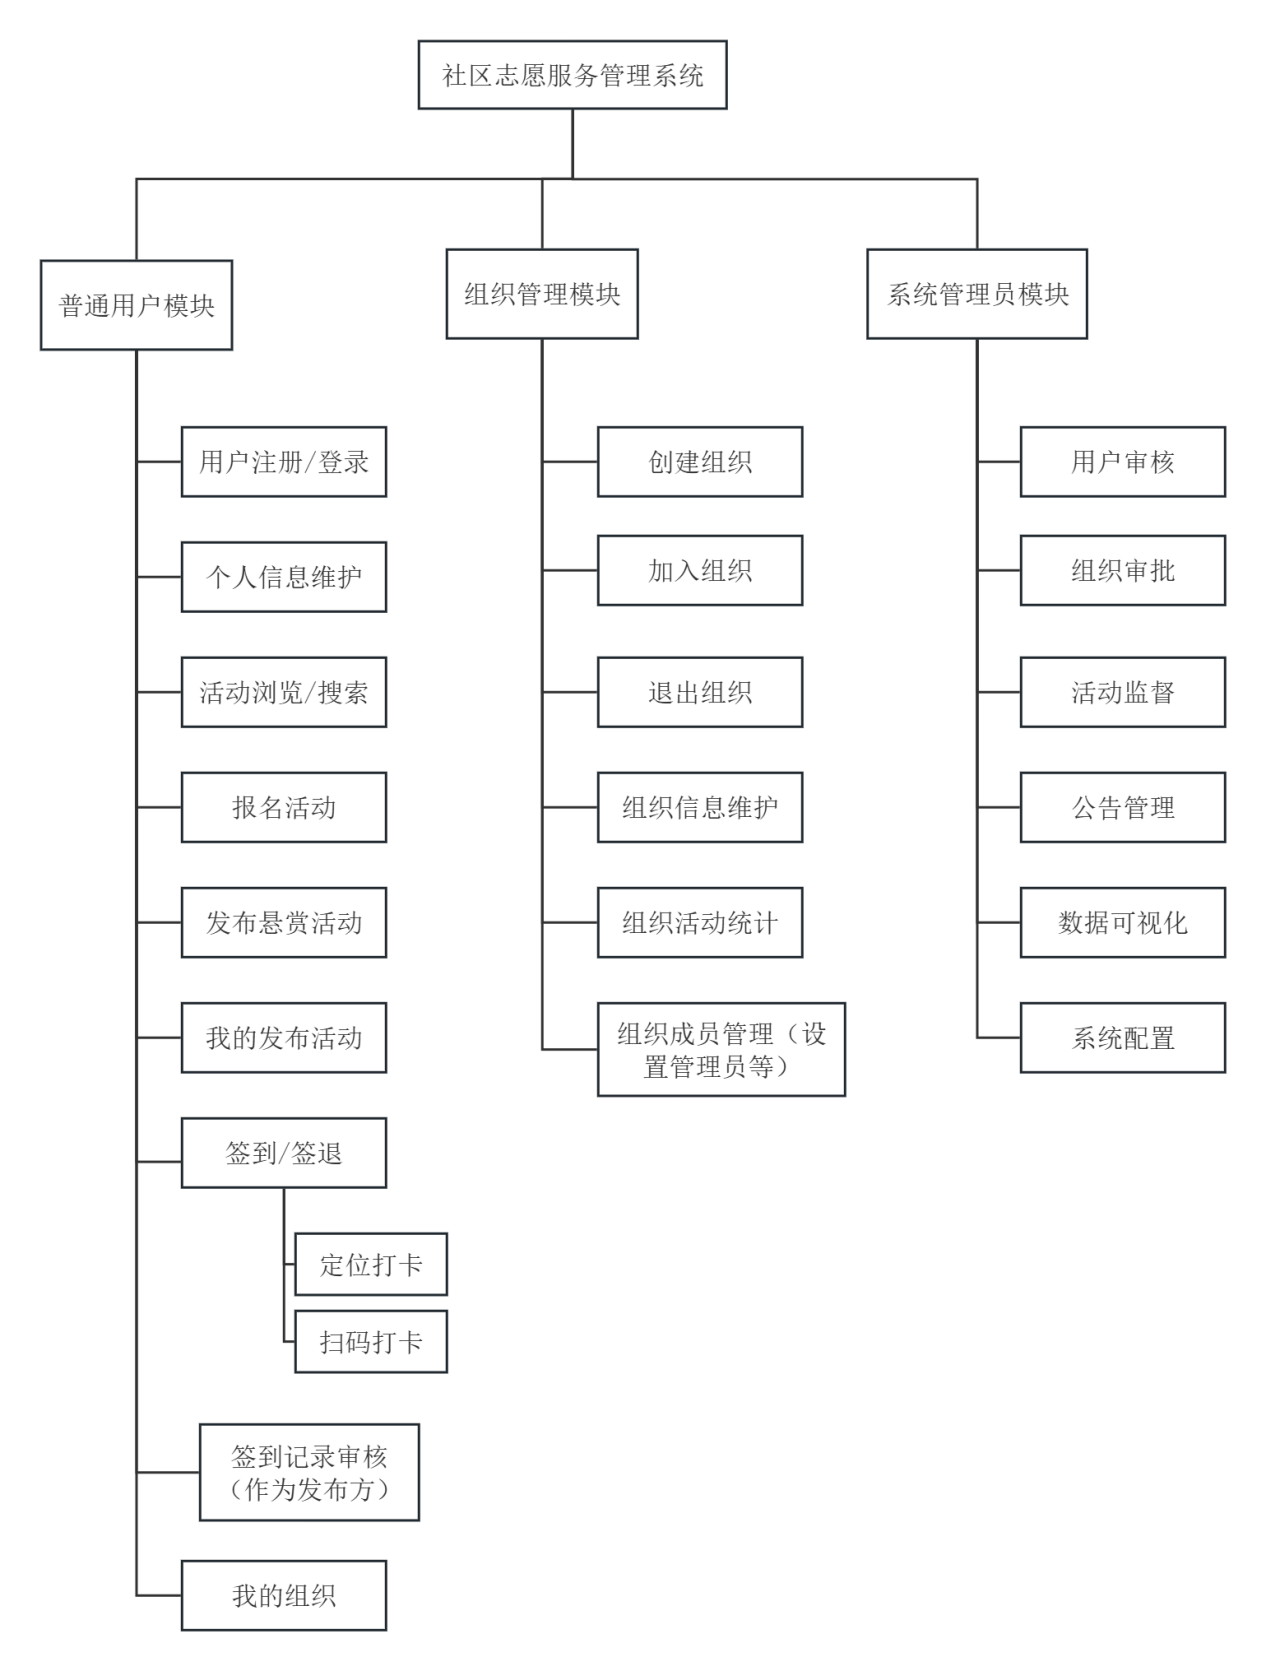 社区志愿服务管理系统
普通用户模块
用户注册/登录
个人信息维护
活动浏览/搜索
报名活动
发布悬赏活动
我的发布活动
签到/签退
定位打卡
扫码打卡
签到记录审核
（作为发布方）
我的组织
组织管理模块
创建组织
加入组织
退出组织
组织信息维护
组织活动统计
组织成员管理（设
置管理员等）
系统管理员模块
用户审核
组织审批
活动监督
公告管理
数据可视化
系统配置